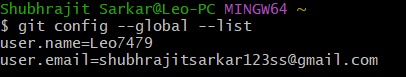 Shubhrajit Sarkar@Leo-PC MINGW64 ~
$ git config --global --list
user.name=Leo7479
user.email=shubhrajitsarkar123ss@gmail.com